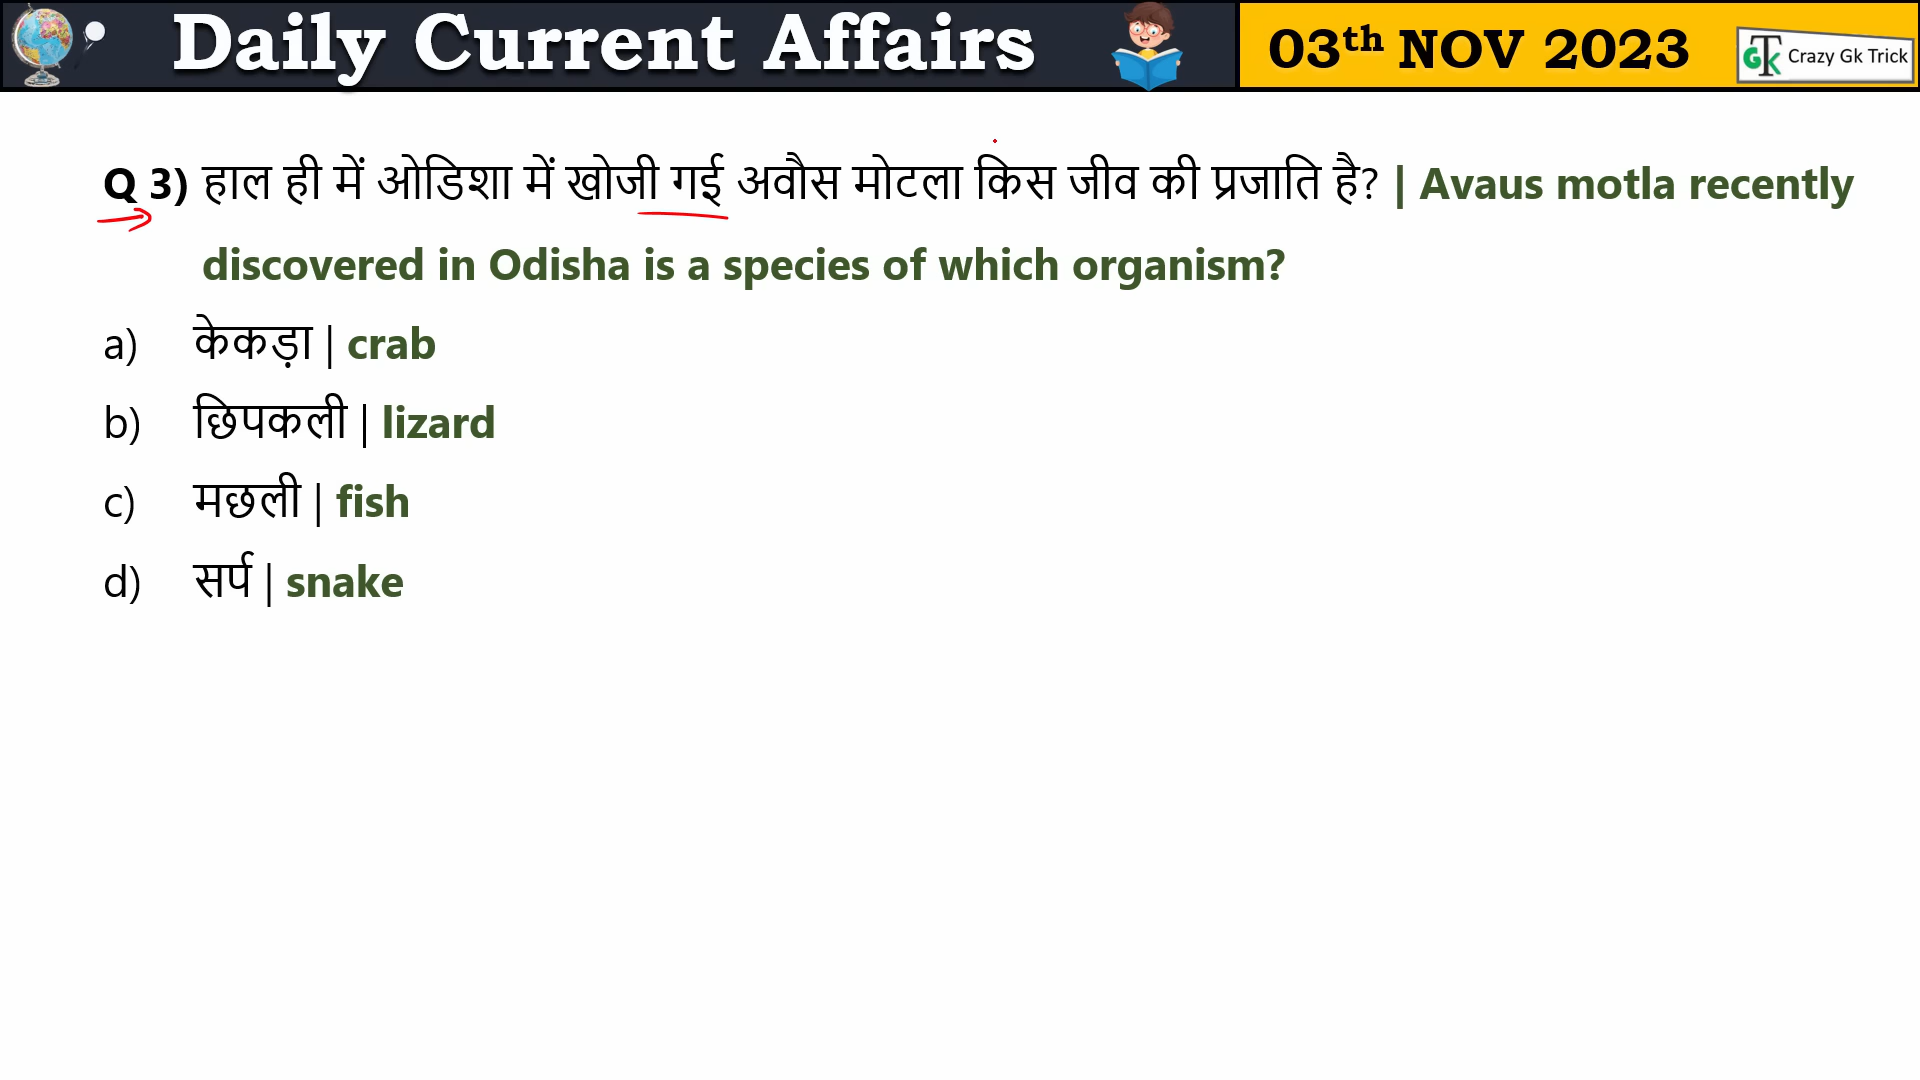 Daily Current Affairs
03th NOV 2023
GTK Crazy Gk Trick
Q 3) हाल ही में ओडिशा में खोजी गई अवौस मोटला किस जीव की प्रजाति है? | Avaus motla recently
discovered in Odisha is a species of which organism?
a) केकड़ा | crab
b) छिपकली | lizard
c) मछली | fish
d) सर्प | snake